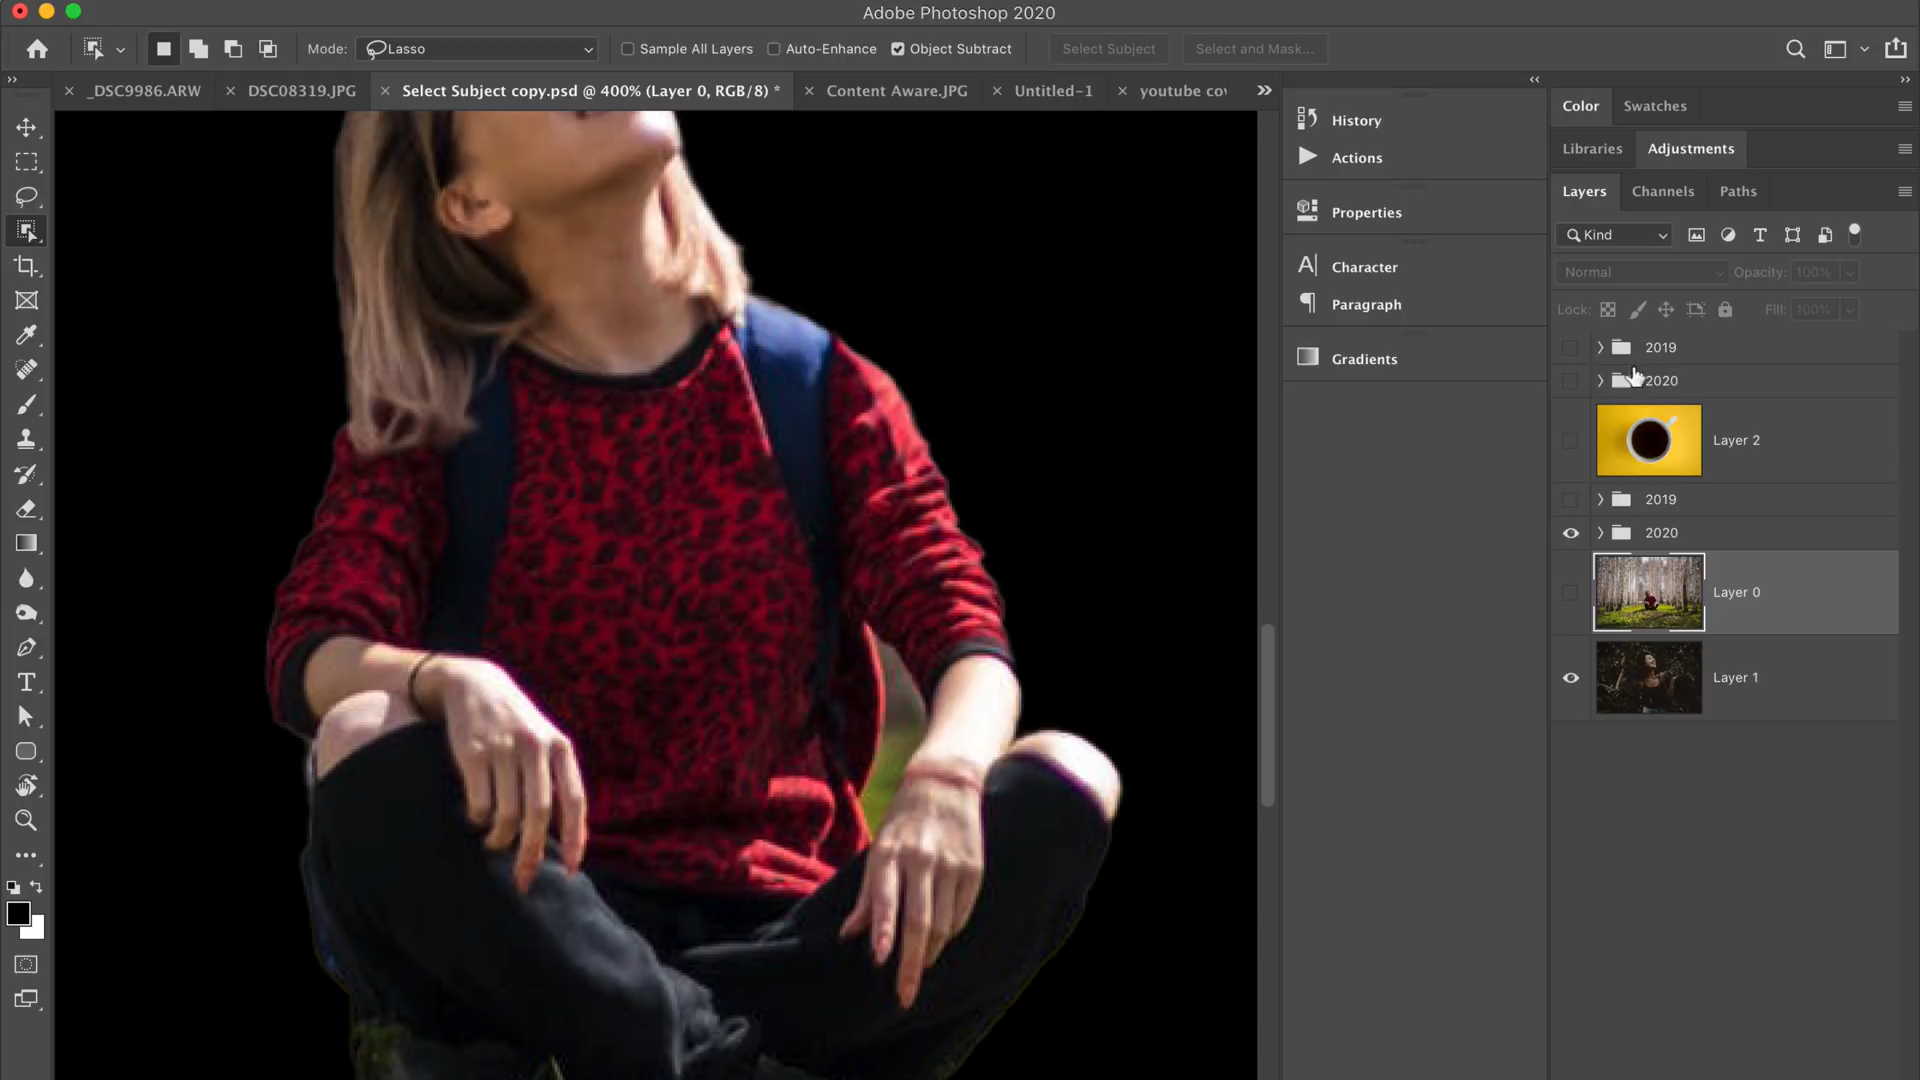 Adobe Photoshop 2020
Mode: Lasso Sample All Layers Auto-Enhance Object Subtract Select Subject Select and Mask...
_DSC9986.ARW DSC08319.JPG Select Subject copy.psd @ 400% (Layer 0, RGB/8) * Content Aware.JPG Untitled-1 youtube cov
History
Actions
Properties
Character
Paragraph
Gradients
Color Swatches
Libraries Adjustments
Layers Channels Paths
Kind
Normal Opacity: 100%
Lock: Fill: 100%
2019
2020
Layer 2
2019
2020
Layer 0
Layer 1